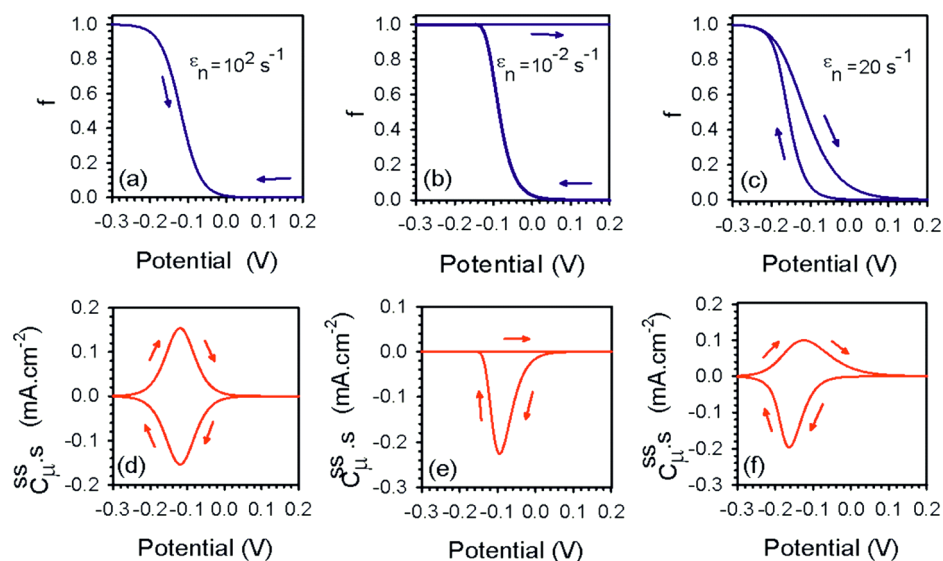 1.0
0.8
0.6
0.4
0.2
0.0
f
εn = 10² s⁻¹
(a)
-0.3 -0.2 -0.1 0.0 0.1 0.2
Potential (V)
1.0
0.8
0.6
0.4
0.2
0.0
f
εn = 10⁻² s⁻¹
(b)
-0.3 -0.2 -0.1 0.0 0.1 0.2
Potential (V)
1.0
0.8
0.6
0.4
0.2
0.0
f
εn = 20 s⁻¹
(c)
-0.3 -0.2 -0.1 0.0 0.1 0.2
Potential (V)
0.2
0.1
0.0
-0.1
-0.2
Cμss.s (mA.cm⁻²)
(d)
-0.3 -0.2 -0.1 0.0 0.1 0.2
Potential (V)
0.1
0.0
-0.1
-0.2
-0.3
Cμss.s (mA.cm⁻²)
(e)
-0.3 -0.2 -0.1 0.0 0.1 0.2
Potential (V)
0.2
0.1
0.0
-0.1
-0.2
-0.3
Cμss.s (mA.cm⁻²)
(f)
-0.3 -0.2 -0.1 0.0 0.1 0.2
Potential (V)